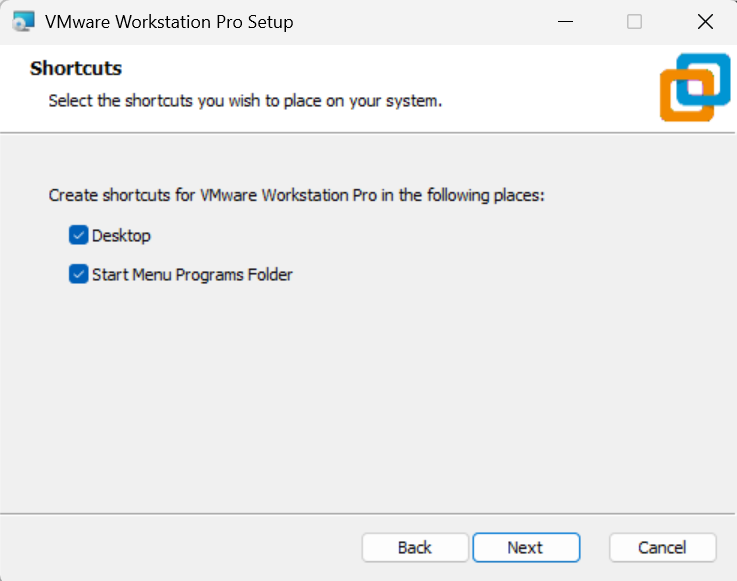 VMware Workstation Pro Setup
Shortcuts
Select the shortcuts you wish to place on your system.
Create shortcuts for VMware Workstation Pro in the following places:
Desktop
Start Menu Programs Folder
Back
Next
Cancel